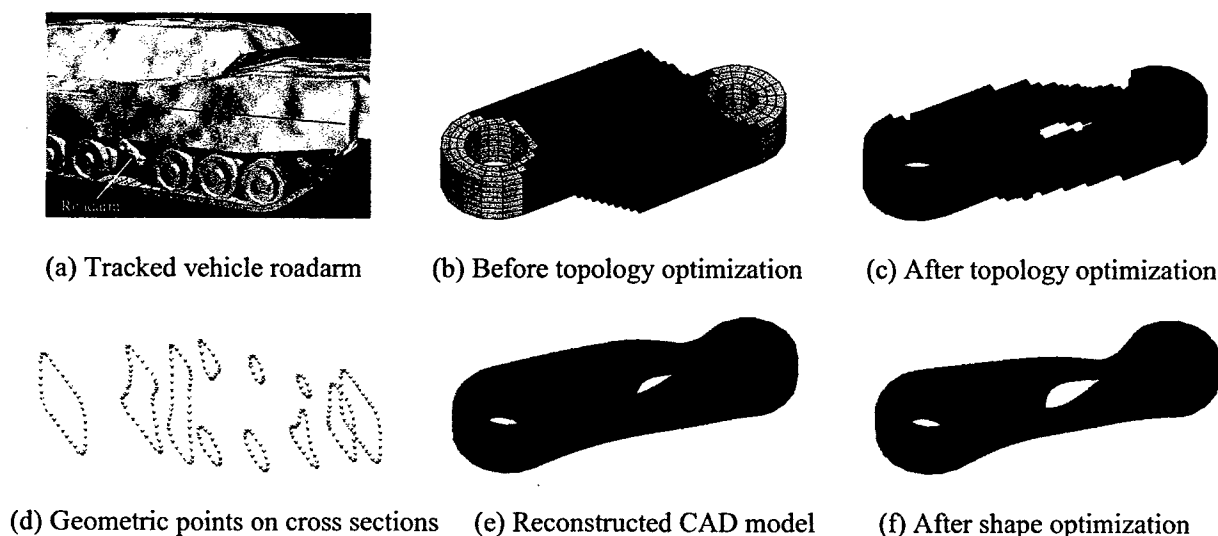 Roadarm
(a) Tracked vehicle roadarm
(b) Before topology optimization
(c) After topology optimization
(d) Geometric points on cross sections
(e) Reconstructed CAD model
(f) After shape optimization